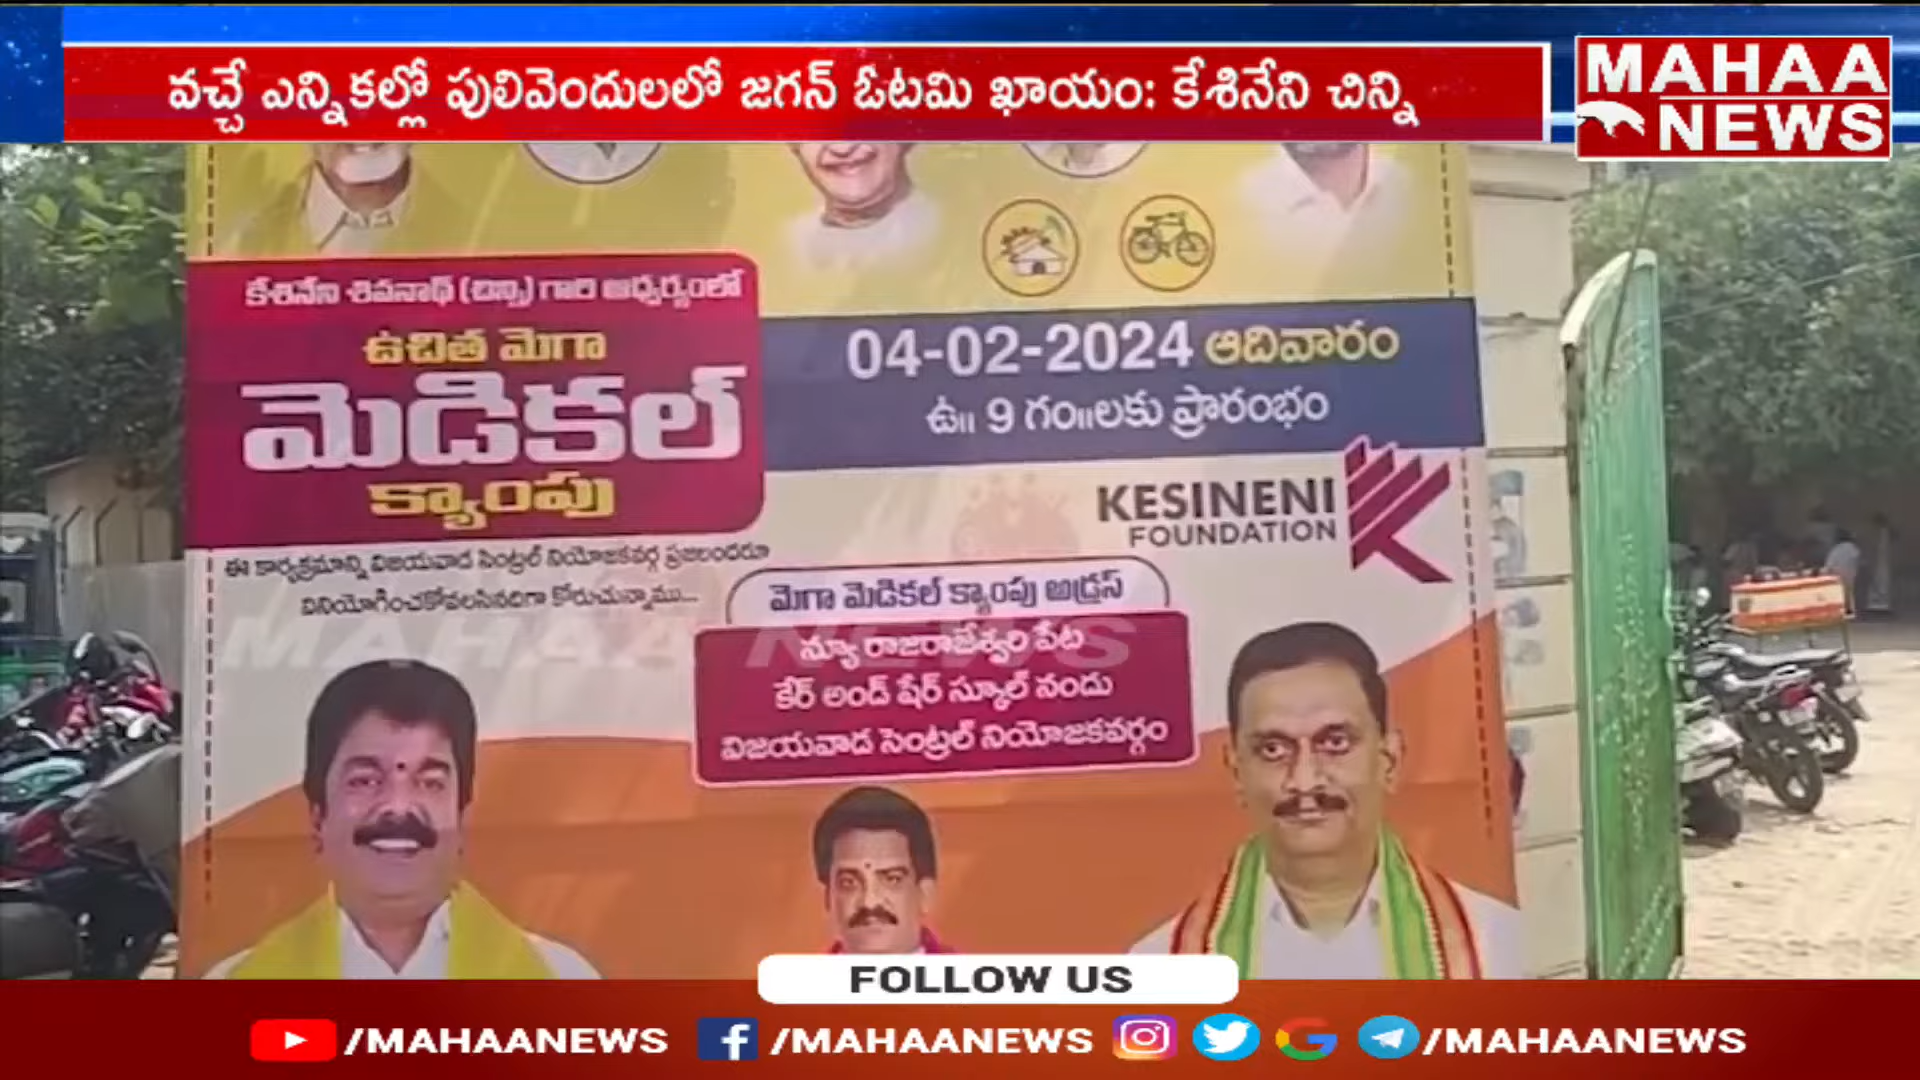 వచ్చే ఎన్నికల్లో పులివెందులలో జగన్ ఓటమి ఖాయం: కేశినేని చిన్ని
MAHAA
NEWS
కేశినేని శివనాథ్ (చిన్ని) గారి ఆధ్వర్యంలో
ఉచిత మెగా
మెడికల్
క్యాంపు
04-02-2024 ఆదివారం
ఉ॥ 9 గం॥లకు ప్రారంభం
KESINENI
FOUNDATION
ఈ కార్యక్రమాన్ని విజయవాడ సెంట్రల్ నియోజకవర్గ ప్రజలందరూ
వినియోగించుకోవలసినదిగా కోరుచున్నాము...
మెగా మెడికల్ క్యాంపు అడ్రస్
న్యూ రాజరాజేశ్వరి పేట
కేర్ అండ్ షేర్ స్కూల్ నందు
విజయవాడ సెంట్రల్ నియోజకవర్గం
MAHAA NEWS
FOLLOW US
/MAHAANEWS /MAHAANEWS /MAHAANEWS